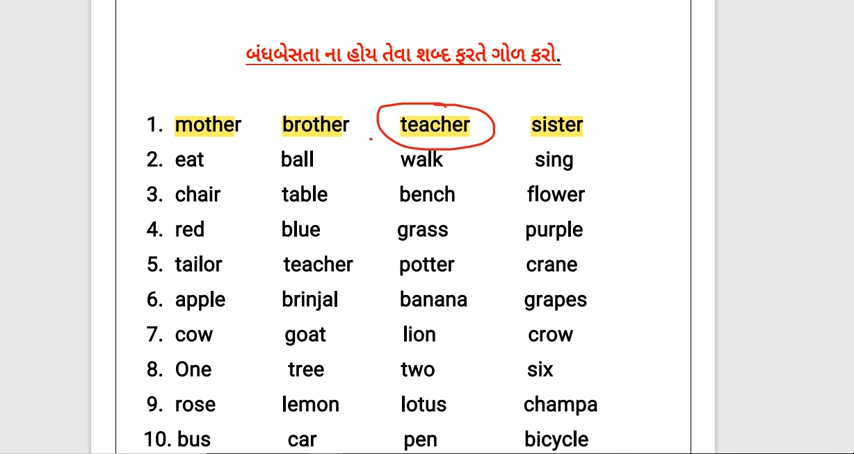 બંધબેસતા ના હોય તેવા શબ્દ ફરતે ગોળ કરો.
1. mother brother teacher sister
2. eat ball walk sing
3. chair table bench flower
4. red blue grass purple
5. tailor teacher potter crane
6. apple brinjal banana grapes
7. cow goat lion crow
8. One tree two six
9. rose lemon lotus champa
10. bus car pen bicycle